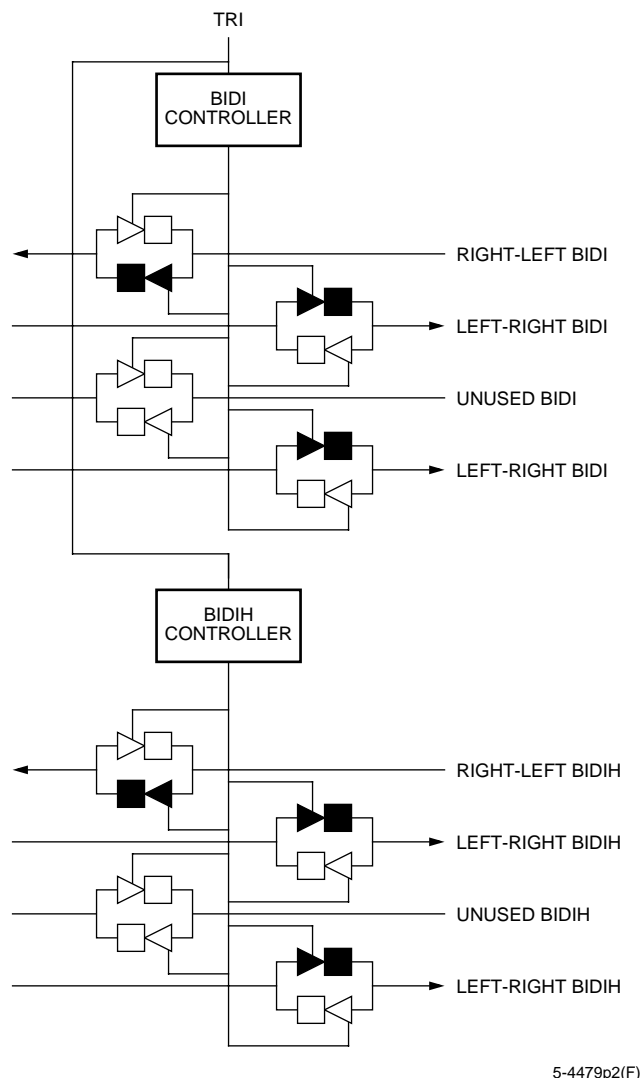 TRI
BIDI
CONTROLLER
RIGHT-LEFT BIDI
LEFT-RIGHT BIDI
UNUSED BIDI
LEFT-RIGHT BIDI
BIDIH
CONTROLLER
RIGHT-LEFT BIDIH
LEFT-RIGHT BIDIH
UNUSED BIDIH
LEFT-RIGHT BIDIH
5-4479p2(F)